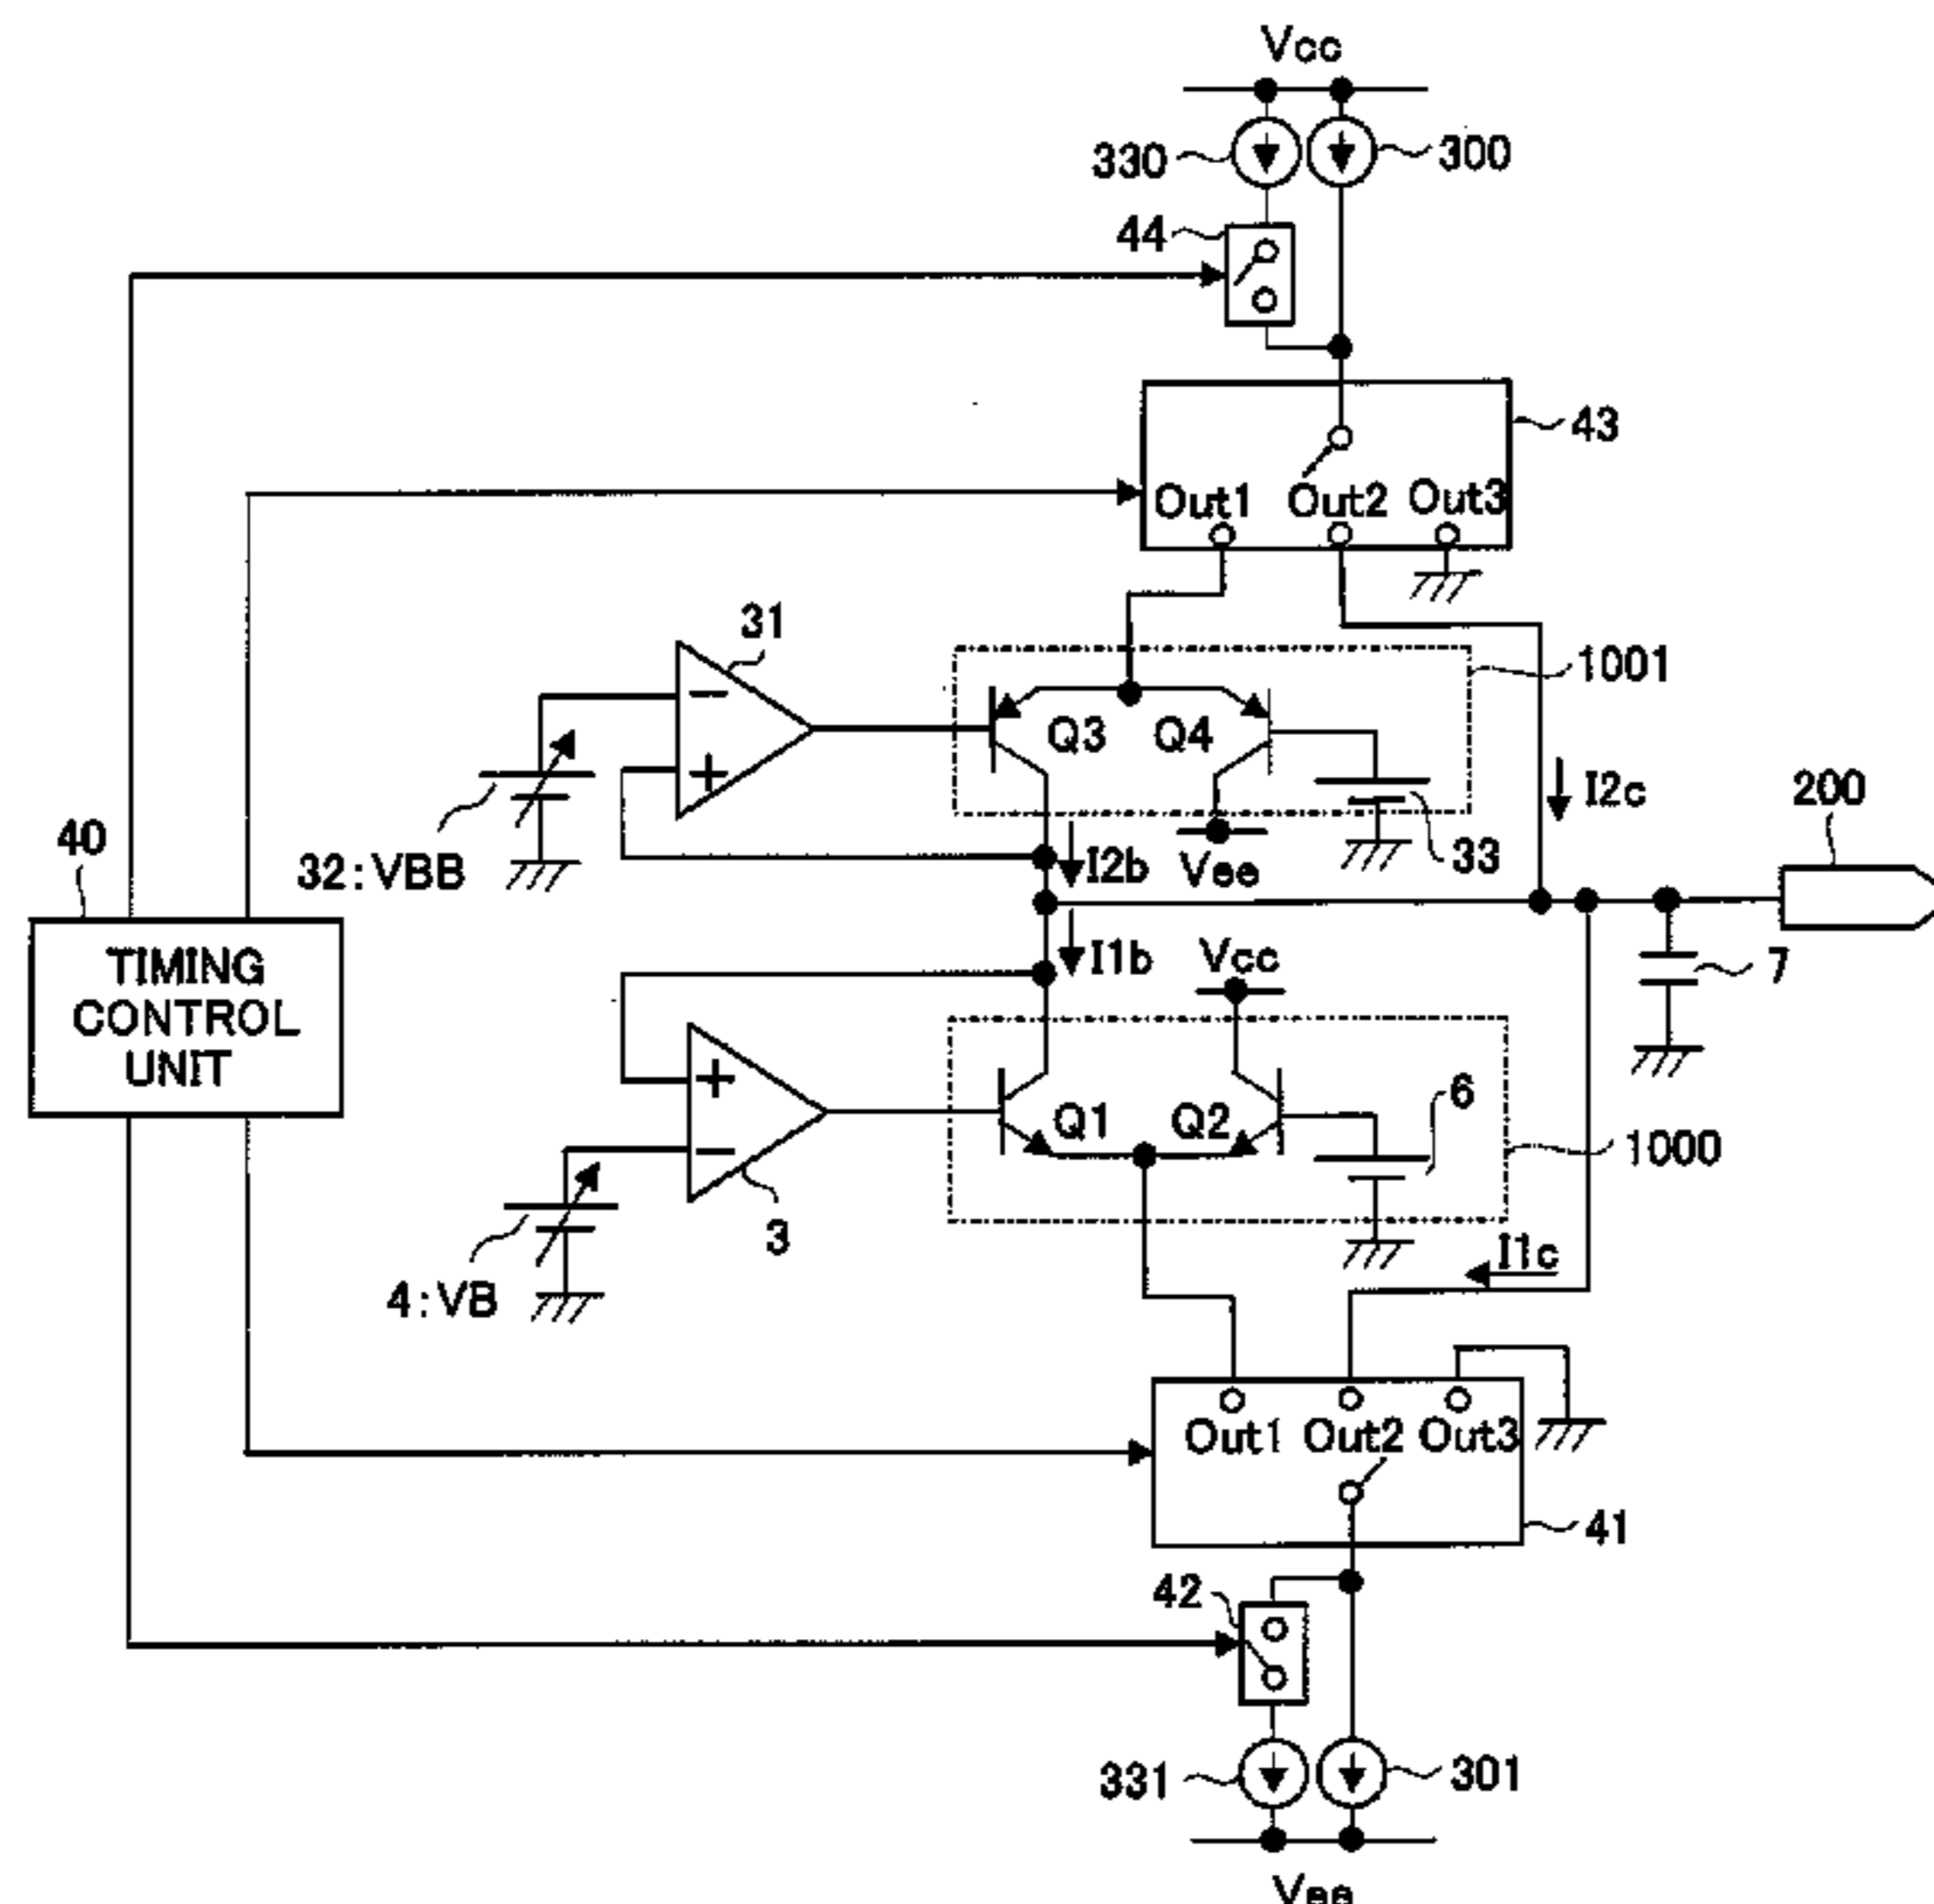 Vcc
330
300
44
43
Out1 Out2 Out3
31
1001
Q3 Q4
I2c
200
40
32:VBB
I2b
Vee
33
TIMING
CONTROL
UNIT
I1b
Vcc
7
Q1 Q2
6
1000
3
4:VB
I1c
Out1 Out2 Out3
41
42
331
301
Vee